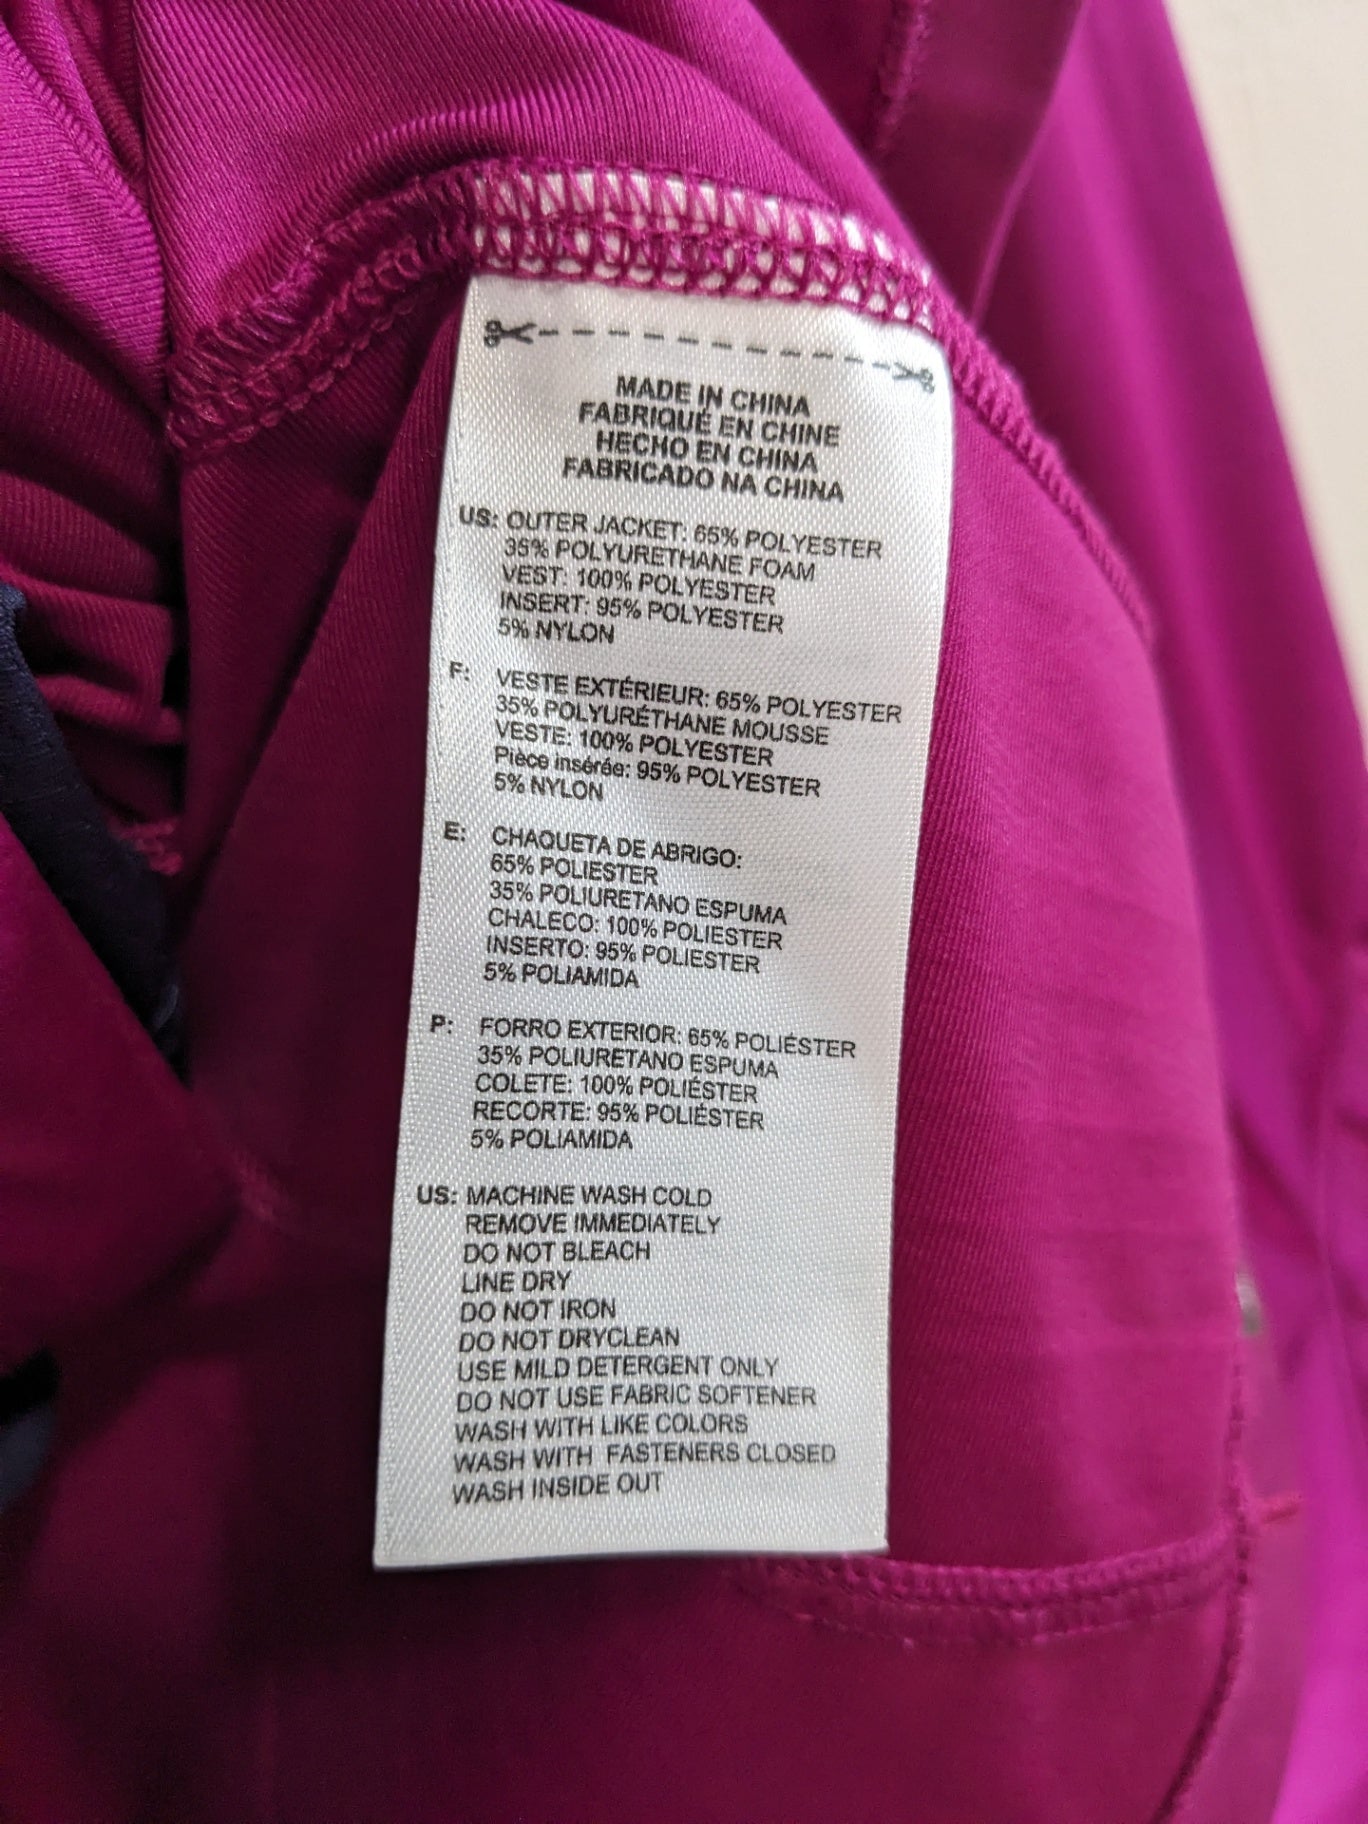 MADE IN CHINA
FABRIQUÉ EN CHINE
HECHO EN CHINA
FABRICADO NA CHINA
US: OUTER JACKET: 65% POLYESTER
35% POLYURETHANE FOAM
VEST: 100% POLYESTER
INSERT: 95% POLYESTER
5% NYLON
F: VESTE EXTÉRIEUR: 65% POLYESTER
35% POLYURÉTHANE MOUSSE
VESTE: 100% POLYESTER
Pièce insérée: 95% POLYESTER
5% NYLON
E: CHAQUETA DE ABRIGO:
65% POLIESTER
35% POLIURETANO ESPUMA
CHALECO: 100% POLIESTER
INSERTO: 95% POLIESTER
5% POLIAMIDA
P: FORRO EXTERIOR: 65% POLIÉSTER
35% POLIURETANO ESPUMA
COLETE: 100% POLIÉSTER
RECORTE: 95% POLIÉSTER
5% POLIAMIDA
US: MACHINE WASH COLD
REMOVE IMMEDIATELY
DO NOT BLEACH
LINE DRY
DO NOT IRON
DO NOT DRYCLEAN
USE MILD DETERGENT ONLY
DO NOT USE FABRIC SOFTENER
WASH WITH LIKE COLORS
WASH WITH FASTENERS CLOSED
WASH INSIDE OUT